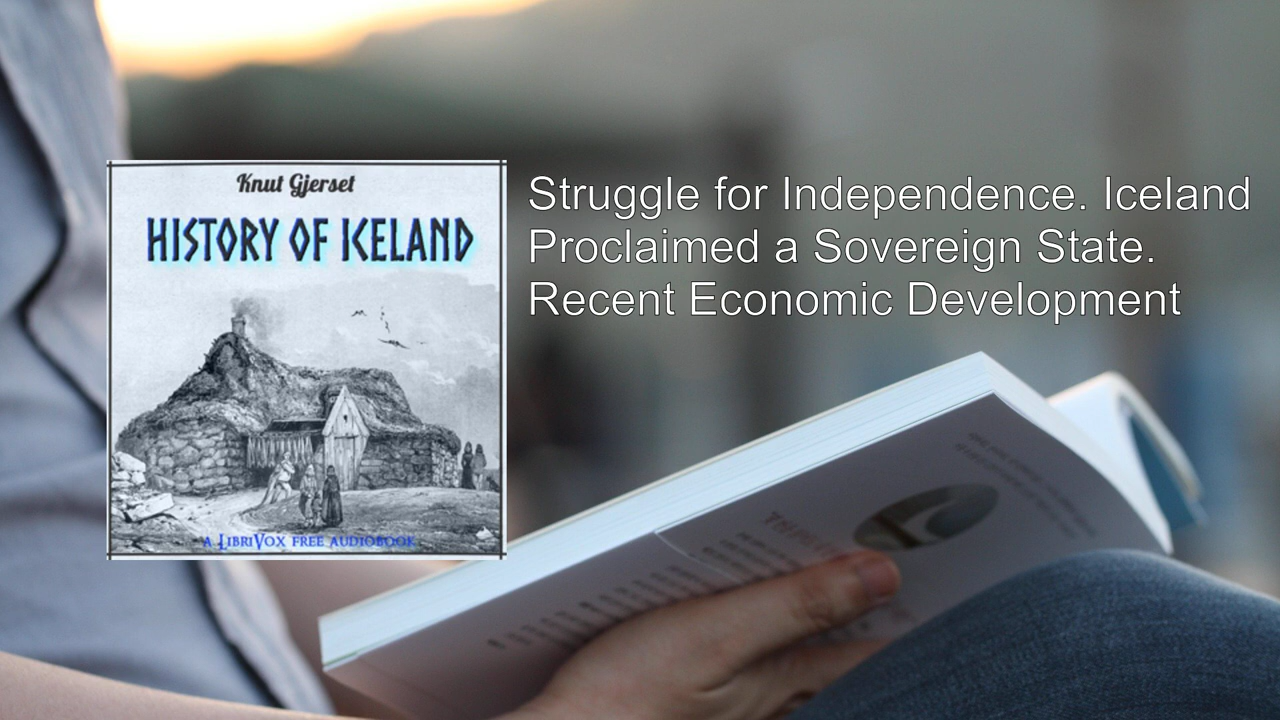 Knut Gjerset
HISTORY OF ICELAND
A LIBRIVOX FREE AUDIOBOOK
Struggle for Independence. Iceland
Proclaimed a Sovereign State.
Recent Economic Development